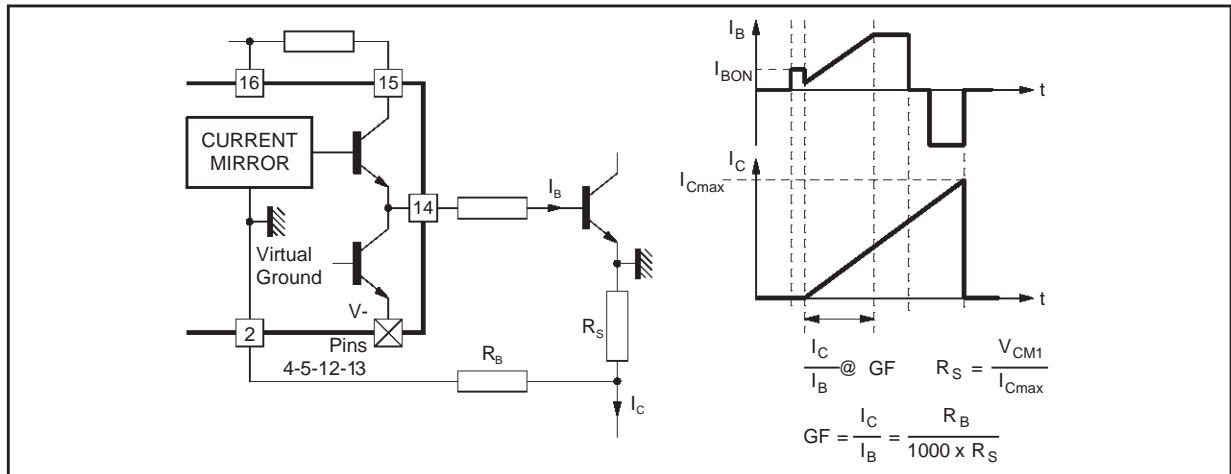 16
15
CURRENT
MIRROR
14
I_B
Virtual
Ground
V-
2
Pins
4-5-12-13
R_B
R_S
I_C
I_B
I_BON
t
I_C
I_Cmax
t
I_C / I_B @ GF
R_S = V_CM1 / I_Cmax
GF = I_C / I_B = R_B / 1000 x R_S